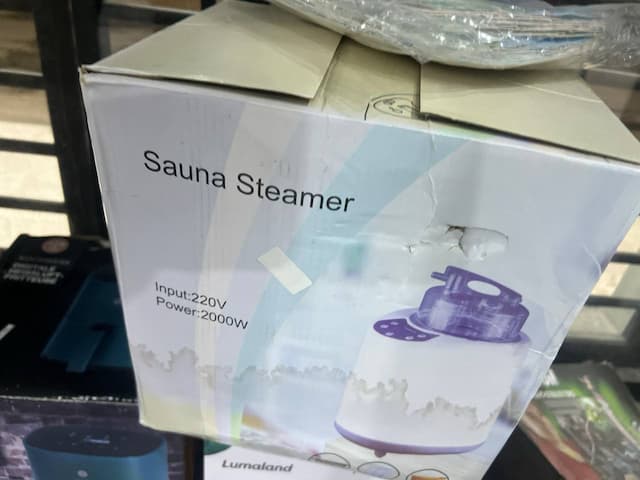 Sauna Steamer
Input:220V
Power:2000W
Lumaland